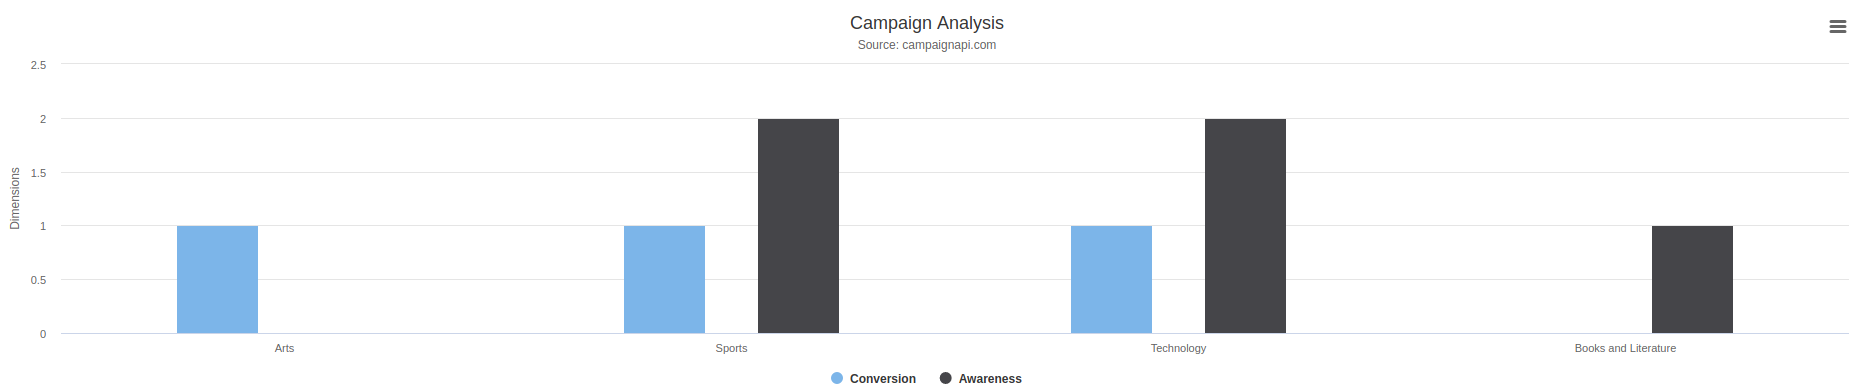 Campaign Analysis
Source: campaignapi.com
Dimensions
2.5
2
1.5
1
0.5
0
Arts
Sports
Technology
Books and Literature
Conversion
Awareness